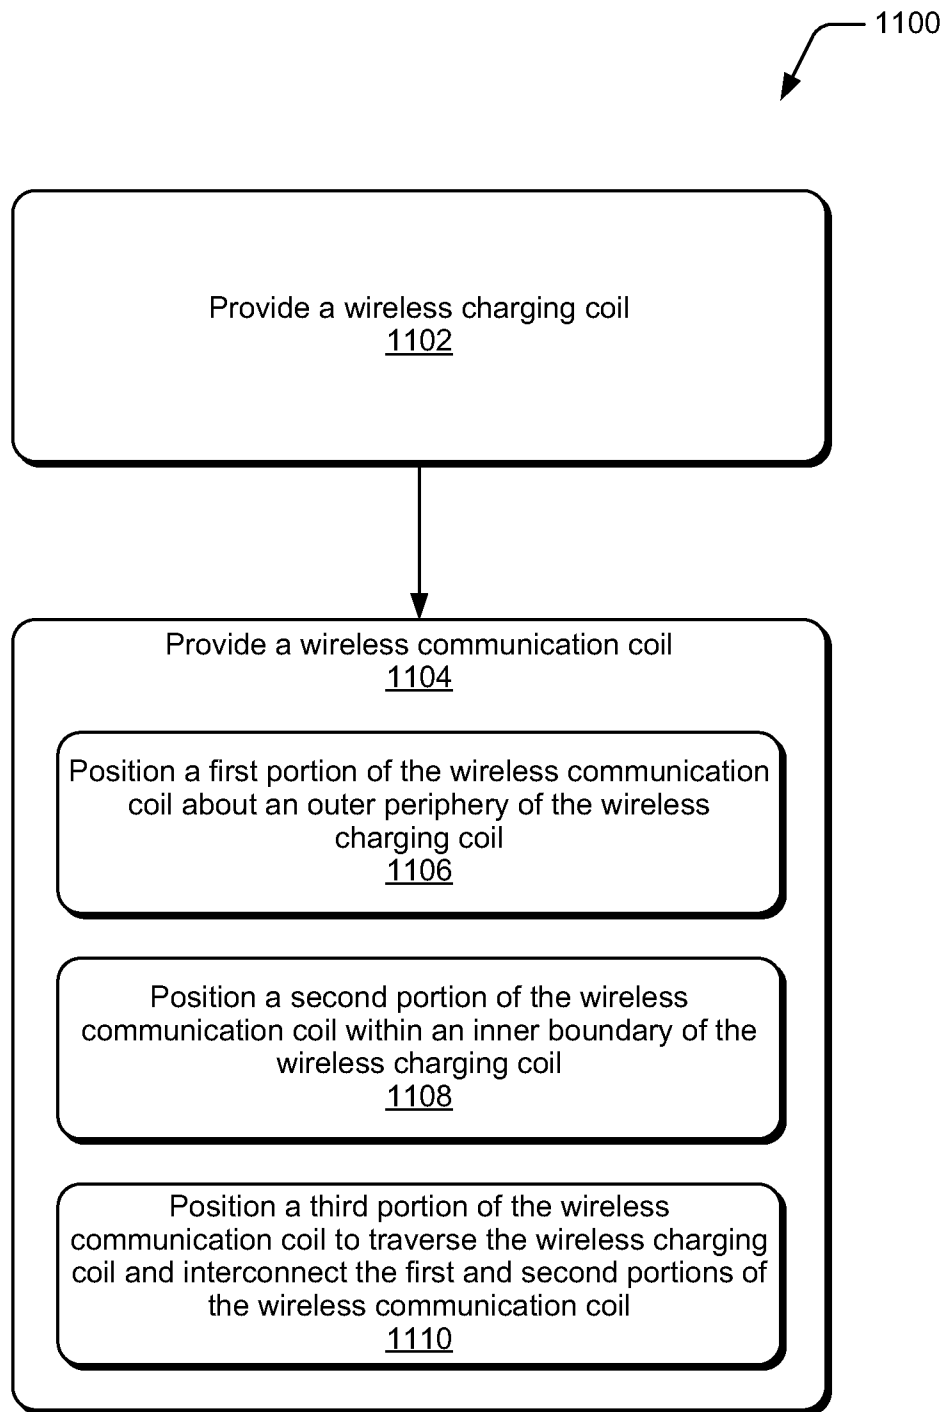 1100
Provide a wireless charging coil
1102
Provide a wireless communication coil
1104
Position a first portion of the wireless communication
coil about an outer periphery of the wireless
charging coil
1106
Position a second portion of the wireless
communication coil within an inner boundary of the
wireless charging coil
1108
Position a third portion of the wireless
communication coil to traverse the wireless charging
coil and interconnect the first and second portions of
the wireless communication coil
1110